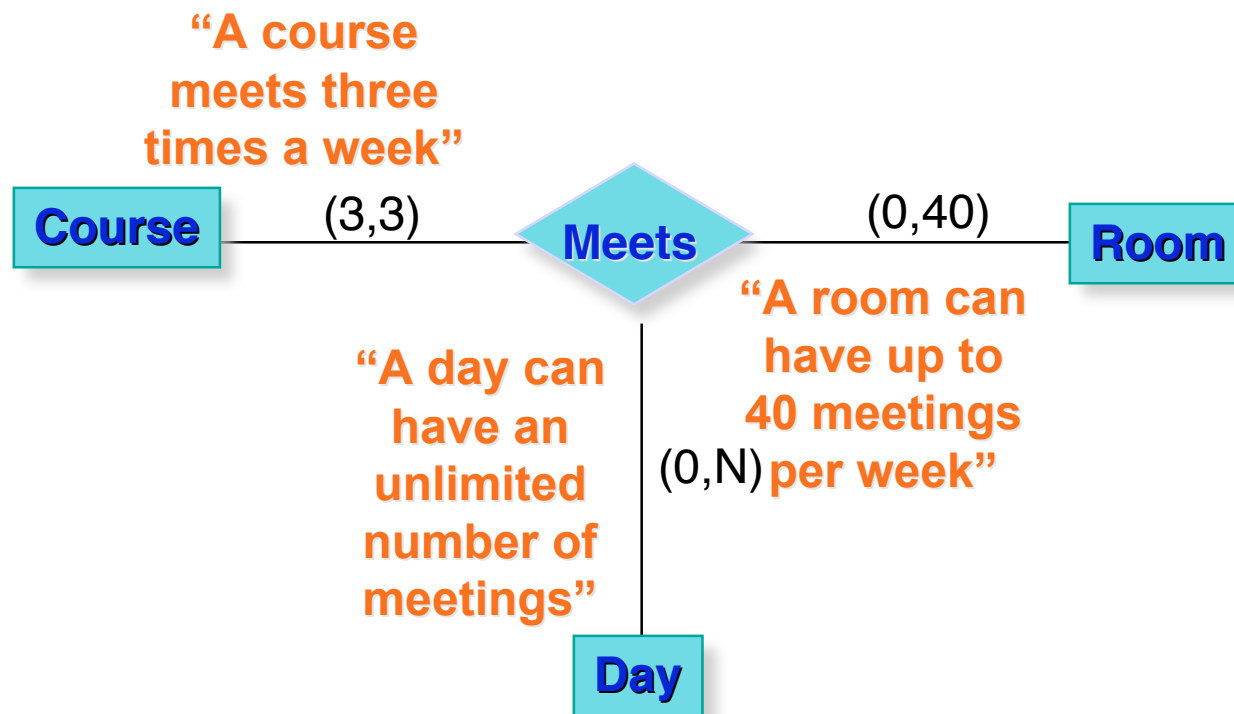 “A course
meets three
times a week”
Course
(3,3)
Meets
(0,40)
Room
“A day can
have an
unlimited
number of
meetings”
(0,N)
“A room can
have up to
40 meetings
per week”
Day